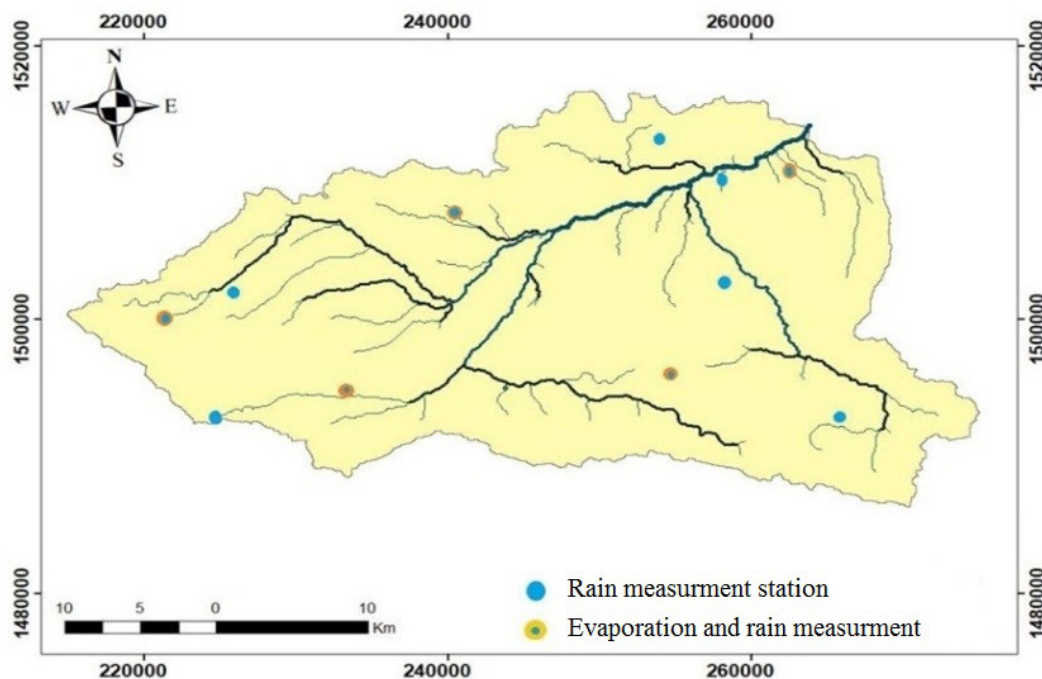 220000 240000 260000
1520000 1520000
N
W E
S
1500000 1500000
1480000 1480000
Rain measurment station
Evaporation and rain measurment
10 5 0 10
Km
220000 240000 260000